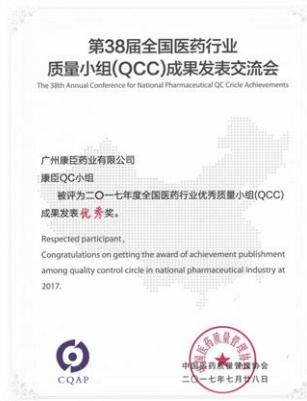 第38届全国医药行业
质量小组(QCC)成果发表交流会
The 38th Annual Conference for National Pharmaceutical QC Cricle Achievements
广州康臣药业有限公司
康臣QC小组
被评为二〇一七年度全国医药行业优秀质量小组(QCC)
成果发表优秀奖。
Respected participant,
Congratulations on getting the award of achievement publishment
among quality control circle in national pharmaceutical industry at
2017.
CQAP
中国医药质量管理协会
二〇一七年七月廿八日